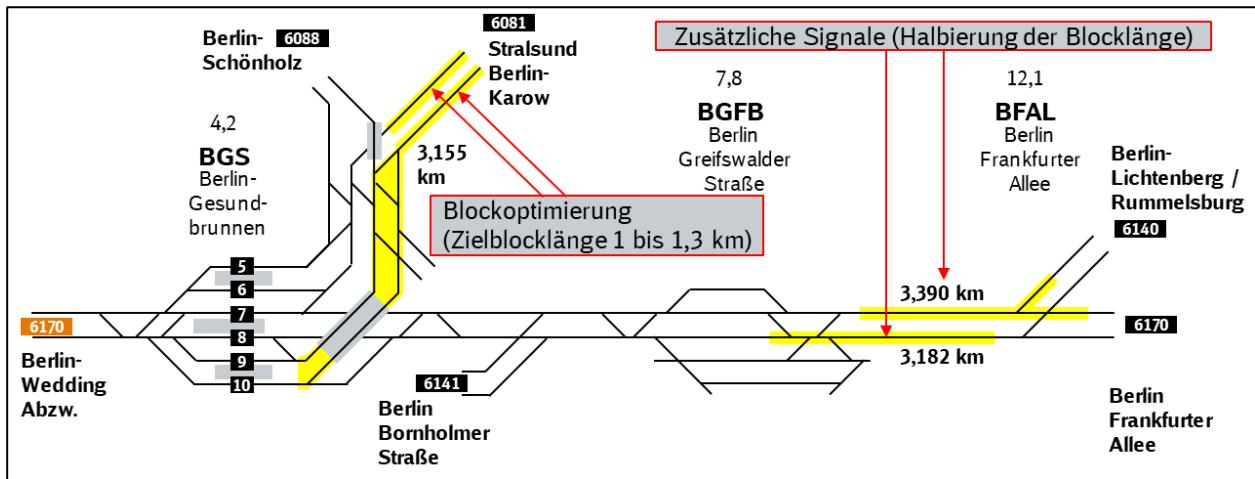 Berlin-
Schönholz
6088
6081
Stralsund
Berlin-
Karow
Zusätzliche Signale (Halbierung der Blocklänge)
4,2
BGS
Berlin-
Gesund-
brunnen
3,155
km
7,8
BGFB
Berlin
Greifswalder
Straße
12,1
BFAL
Berlin
Frankfurter
Allee
Berlin-
Lichtenberg /
Rummelsburg
6140
Blockoptimierung
(Zielblocklänge 1 bis 1,3 km)
5
6
7
8
9
10
6170
Berlin-
Wedding
Abzw.
6141
Berlin
Bornholmer
Straße
3,390 km
3,182 km
6170
Berlin
Frankfurter
Allee